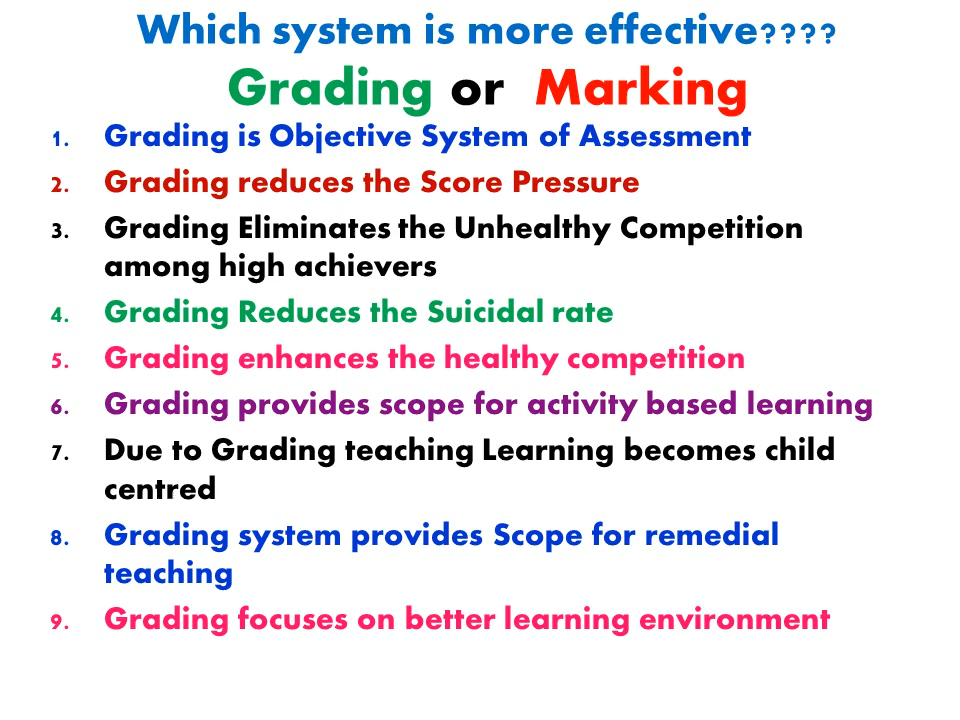 Which system is more effective????
Grading or Marking
1. Grading is Objective System of Assessment
2. Grading reduces the Score Pressure
3. Grading Eliminates the Unhealthy Competition
among high achievers
4. Grading Reduces the Suicidal rate
5. Grading enhances the healthy competition
6. Grading provides scope for activity based learning
7. Due to Grading teaching Learning becomes child
centred
8. Grading system provides Scope for remedial
teaching
9. Grading focuses on better learning environment